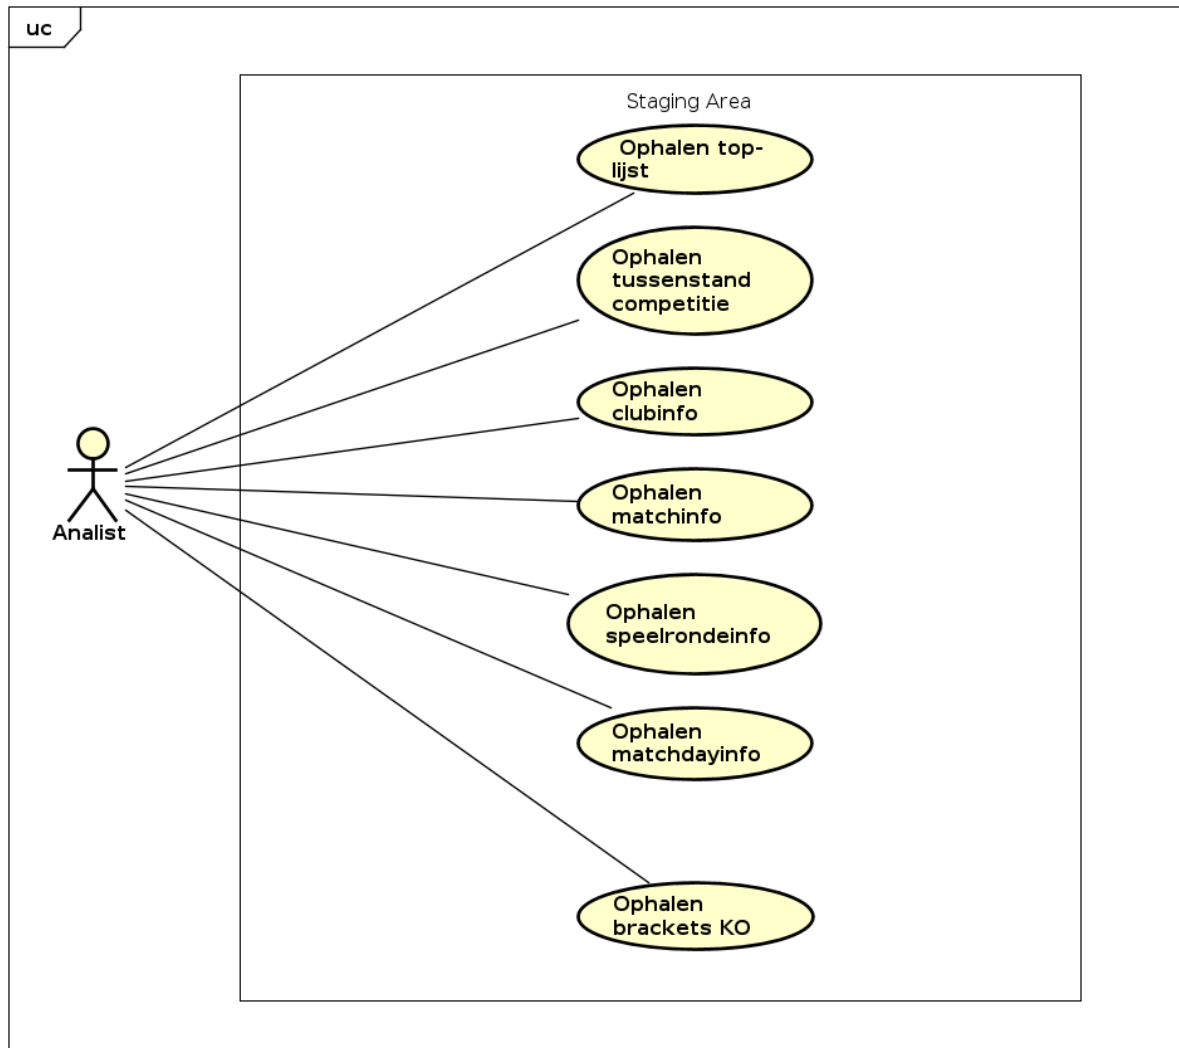 uc
Staging Area
Ophalen top-
lijst
Ophalen
tussenstand
competitie
Ophalen
clubinfo
Ophalen
matchinfo
Analist
Ophalen
speelrondeinfo
Ophalen
matchdayinfo
Ophalen
brackets KO